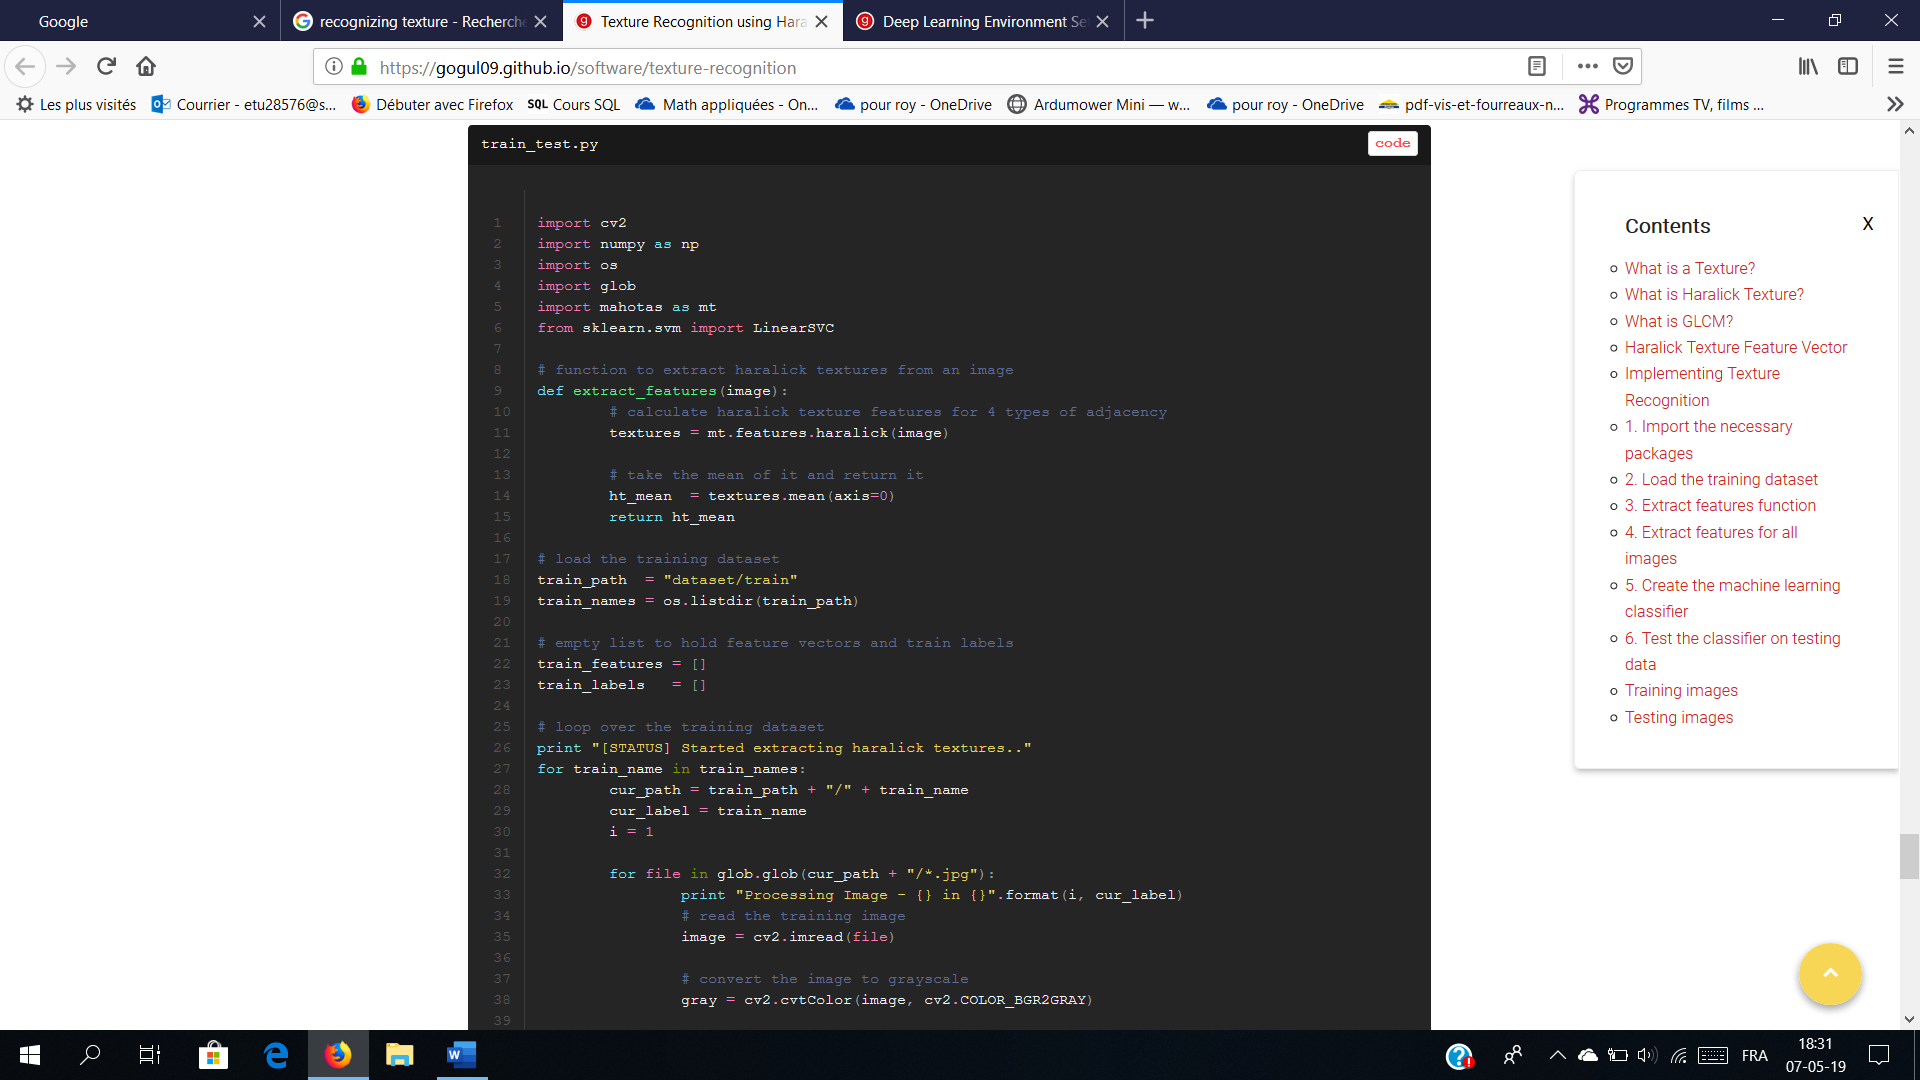 Google
recognizing texture - Recherche
Texture Recognition using Hara
Deep Learning Environment Se
https://gogul09.github.io/software/texture-recognition
Les plus visités
Courrier - etu28576@s...
Débuter avec Firefox
SQL Cours SQL
Math appliquées - On...
pour roy - OneDrive
Ardumower Mini — w...
pour roy - OneDrive
pdf-vis-et-fourreaux-n...
Programmes TV, films ...
train_test.py
code
1 import cv2
2 import numpy as np
3 import os
4 import glob
5 import mahotas as mt
6 from sklearn.svm import LinearSVC
7
8 # function to extract haralick textures from an image
9 def extract_features(image):
10 # calculate haralick texture features for 4 types of adjacency
11 textures = mt.features.haralick(image)
12
13 # take the mean of it and return it
14 ht_mean  = textures.mean(axis=0)
15 return ht_mean
16
17 # load the training dataset
18 train_path  = "dataset/train"
19 train_names = os.listdir(train_path)
20
21 # empty list to hold feature vectors and train labels
22 train_features = []
23 train_labels   = []
24
25 # loop over the training dataset
26 print "[STATUS] Started extracting haralick textures.."
27 for train_name in train_names:
28 cur_path = train_path + "/" + train_name
29 cur_label = train_name
30 i = 1
31
32 for file in glob.glob(cur_path + "/*.jpg"):
33 print "Processing Image - {} in {}".format(i, cur_label)
34 # read the training image
35 image = cv2.imread(file)
36
37 # convert the image to grayscale
38 gray = cv2.cvtColor(image, cv2.COLOR_BGR2GRAY)
39
Contents
X
What is a Texture?
What is Haralick Texture?
What is GLCM?
Haralick Texture Feature Vector
Implementing Texture
Recognition
1. Import the necessary
packages
2. Load the training dataset
3. Extract features function
4. Extract features for all
images
5. Create the machine learning
classifier
6. Test the classifier on testing
data
Training images
Testing images
FRA
18:31
07-05-19